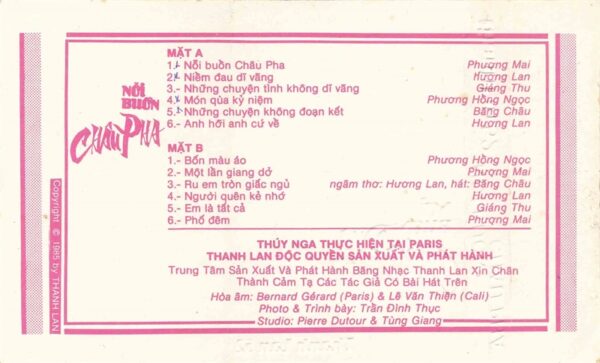 MẶT A
1.- Nỗi buồn Châu Pha Phượng Mai
2.- Niềm đau dĩ vãng Hương Lan
3.- Những chuyện tình không dĩ vãng Giáng Thu
4.- Món quà kỷ niệm Phương Hồng Ngọc
5.- Những chuyện không đoạn kết Băng Châu
6.- Anh hỡi anh cứ về Hương Lan
NỖI
BUỒN
CHÂU PHA
MẶT B
1.- Bốn màu áo Phương Hồng Ngọc
2.- Một lần giang dở Phượng Mai
3.- Ru em tròn giấc ngủ ngâm thơ: Hương Lan, hát: Băng Châu
4.- Người quên kẻ nhớ Hương Lan
5.- Em là tất cả Giáng Thu
6.- Phố đêm Phượng Mai
THÚY NGA THỰC HIỆN TẠI PARIS
THANH LAN ĐỘC QUYỀN SẢN XUẤT VÀ PHÁT HÀNH
Trung Tâm Sản Xuất Và Phát Hành Băng Nhạc Thanh Lan Xin Chân
Thành Cảm Tạ Các Tác Giả Có Bài Hát Trên
Hòa âm: Bernard Gérard (Paris) & Lê Văn Thiện (Cali)
Photo & Trình bày: Trần Đình Thục
Studio: Pierre Dutour & Tùng Giang
Copyright © 1985 by THANH LAN